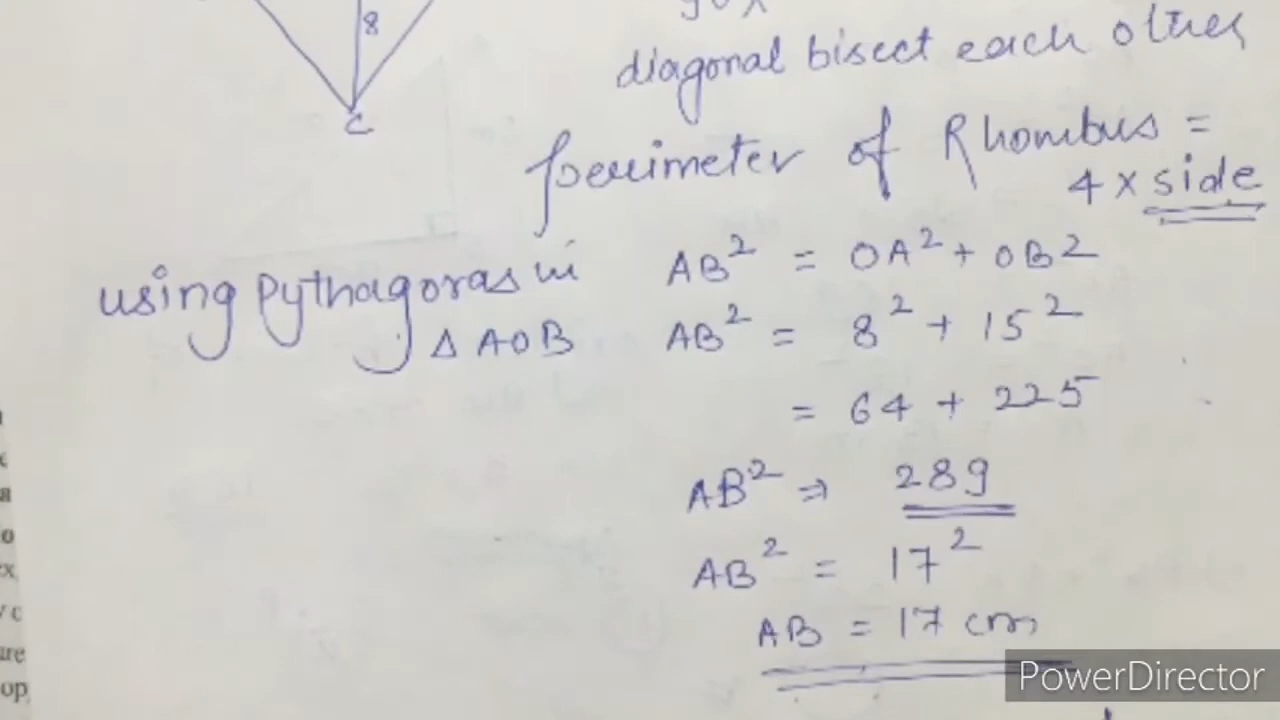 8
C
diagonal bisect each other
perimeter of Rhombus =
4 × side
using pythagoras in
Δ AOB
AB² = OA² + OB2
AB² = 8² + 15²
= 64 + 225
AB² ⇒ 289
AB² = 17²
AB = 17 cm
PowerDirector